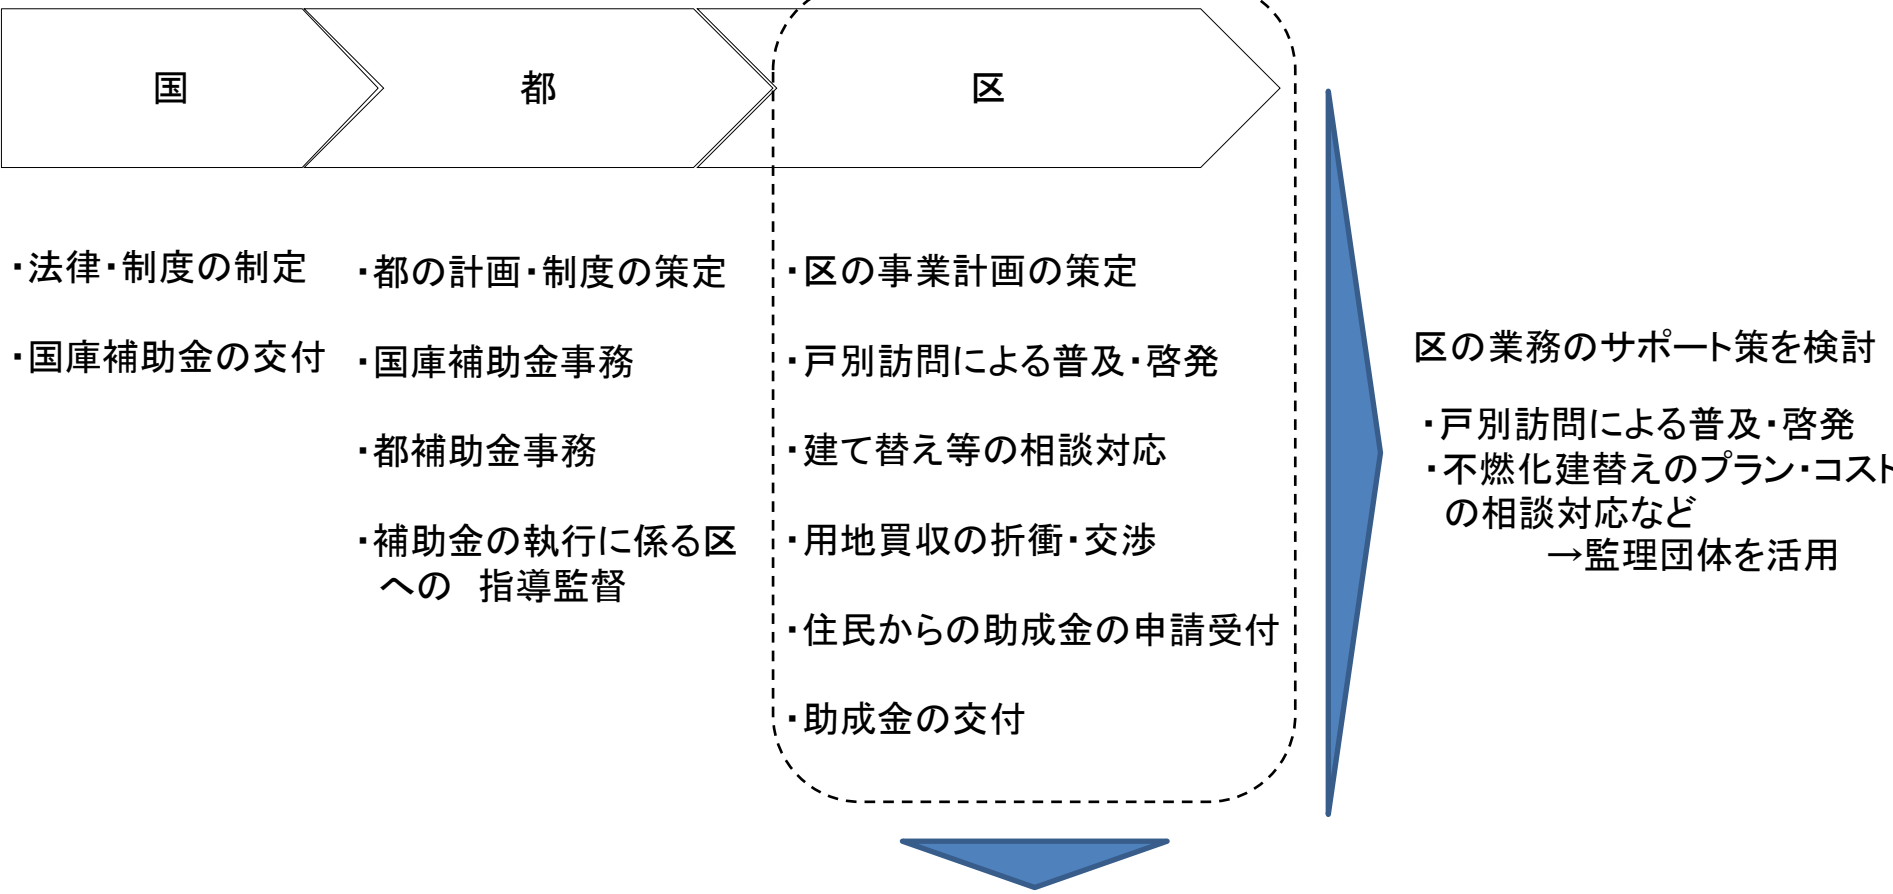 国
都
区
・法律・制度の制定
・国庫補助金の交付
・都の計画・制度の策定
・国庫補助金事務
・都補助金事務
・補助金の執行に係る区
への　指導監督
・区の事業計画の策定
・戸別訪問による普及・啓発
・建て替え等の相談対応
・用地買収の折衝・交渉
・住民からの助成金の申請受付
・助成金の交付
区の業務のサポート策を検討
・戸別訪問による普及・啓発
・不燃化建替えのプラン・コスト
の相談対応など
→監理団体を活用